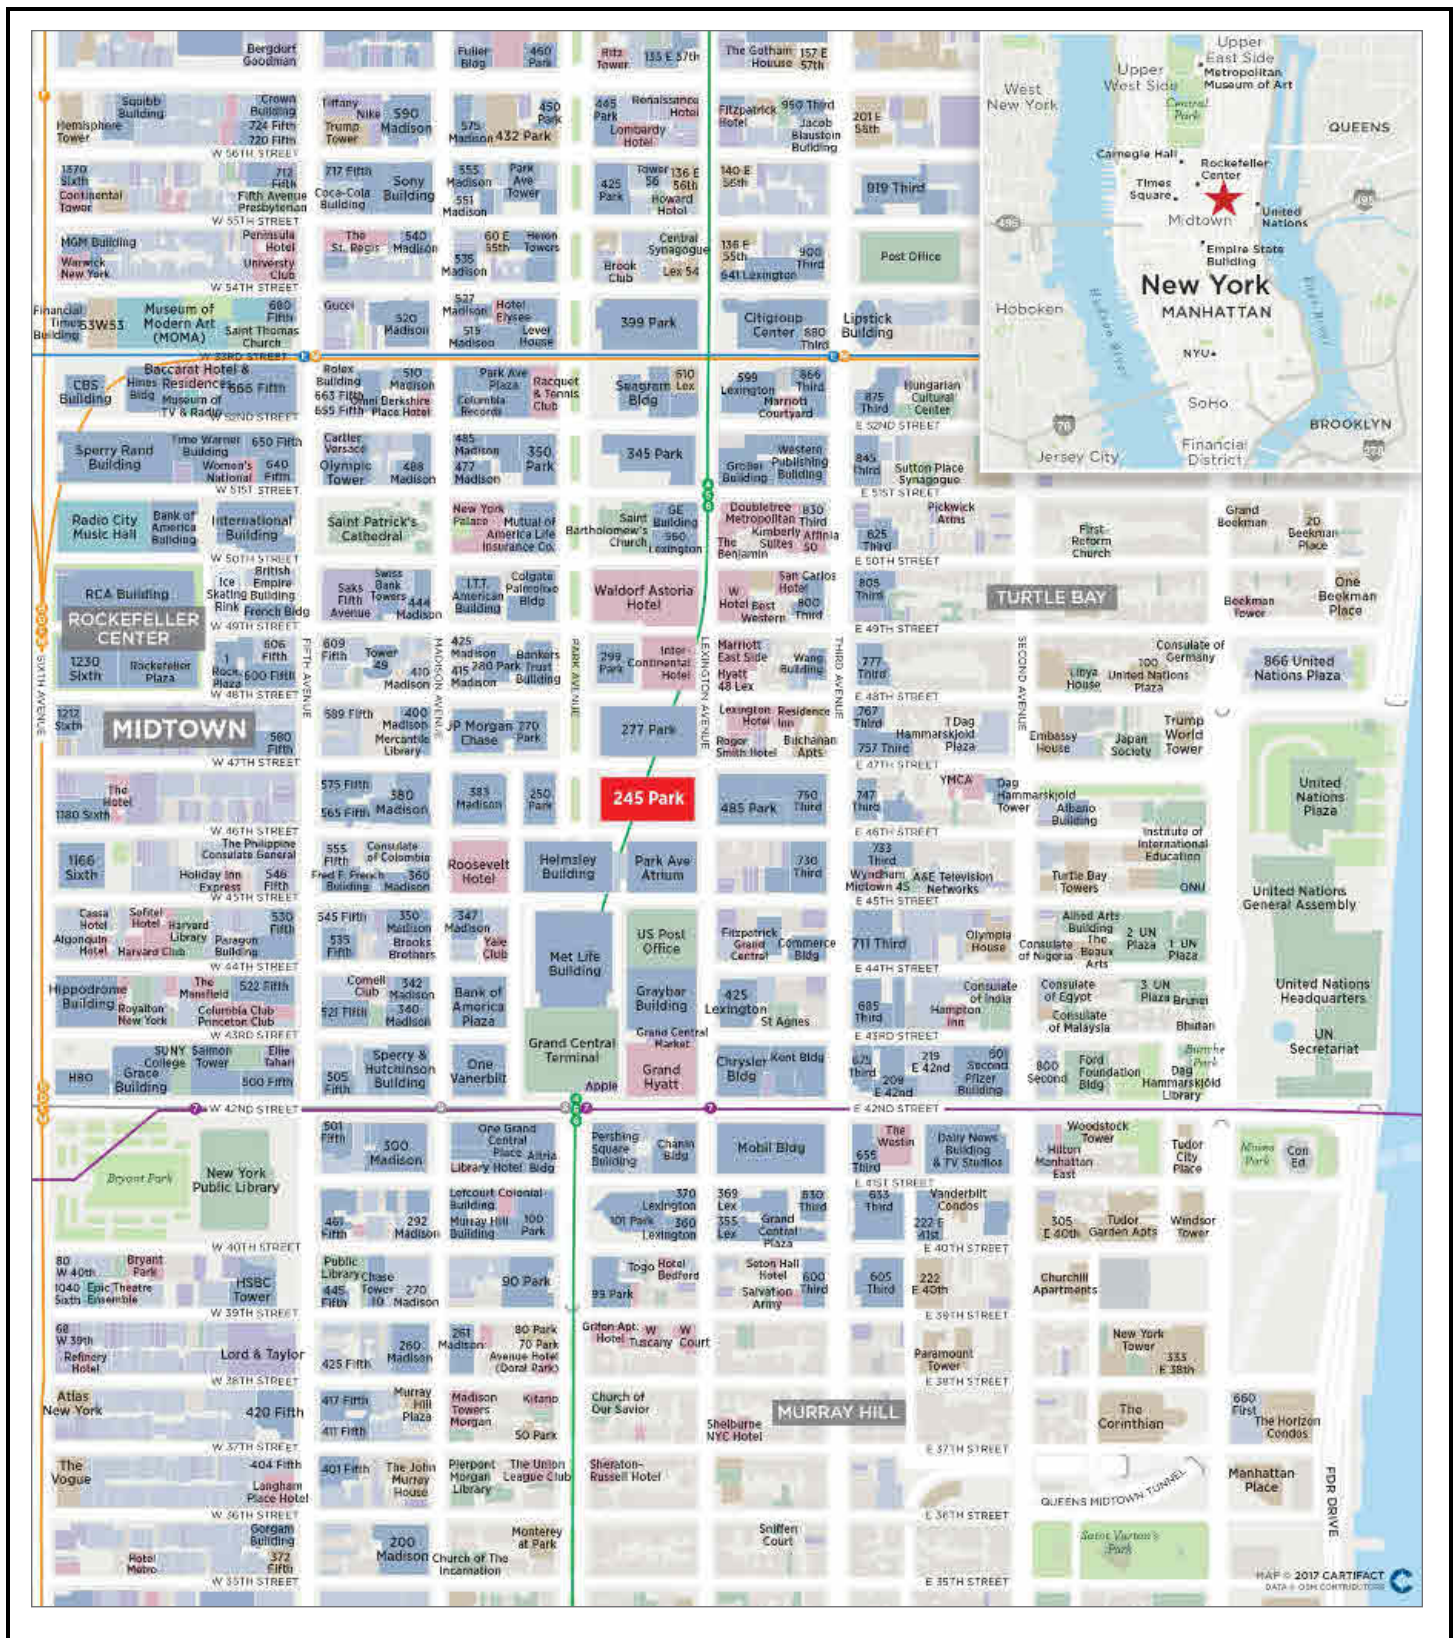 Bergdorf
Goodman
Fuller
Bldg
460
Park
Ritz
Tower
135 E 57th
The Gotham
House
157 E
57th
Squibb
Building
Crown
Building
724 Fifth
720 Fifth
Hemisphere
Tower
W 56TH STREET
Tiffany
Nike
Trump
Tower
590
Madison
575
Madison
432 Park
450
Park
445
Park
Renaissance
Hotel
Lombardy
Hotel
Fitzpatrick
Hotel
950 Third
Jacob
Blaustein
Building
201 E
56th
1370
Sixth
Continental
Tower
712
Fifth
Fifth Avenue
Presbyterian
W 55TH STREET
717 Fifth
Coca-Cola
Building
Sony
Building
555
Madison
551
Madison
Park
Ave
Tower
425
Park
Tower
56
136 E
56th
Howard
Hotel
140 E
56th
919 Third
MGM Building
Warwick
New York
Peninsula
Hotel
University
Club
W 54TH STREET
The
St. Regis
540
Madison
60 E
55th
Heron
Towers
535
Madison
Central
Synagogue
Brook
Club
Lex 54
136 E
55th
641 Lexington
900
Third
Post Office
Financial
Times
Building
53W53
Museum of
Modern Art
(MOMA)
680
Fifth
Saint Thomas
Church
W 53RD STREET
Gucci
520
Madison
527
Madison
515
Madison
Hotel
Elysee
Lever
House
399 Park
Citigroup
Center
880
Third
Lipstick
Building
CBS
Building
Baccarat Hotel &
Residences
Hines
Bldg
Museum of
TV & Radio
666 Fifth
W 52ND STREET
Rolex
Building
663 Fifth
655 Fifth
510
Madison
Omni Berkshire
Place Hotel
Park Ave
Plaza
Columbia
Records
Racquet
& Tennis
Club
Seagram
Bldg
610
Lex
599
Lexington
866
Third
Marriott
Courtyard
875
Third
Hungarian
Cultural
Center
E 52ND STREET
Sperry Rand
Building
Time Warner
Building
650 Fifth
Women's
National
640
Fifth
W 51ST STREET
Cartier
Versace
Olympic
Tower
488
Madison
485
Madison
477
Madison
350
Park
345 Park
Grolier
Building
Western
Publishing
Building
845
Third
Sutton Place
Synagogue
E 51ST STREET
Radio City
Music Hall
Bank of
America
Building
International
Building
W 50TH STREET
Saint Patrick's
Cathedral
New York
Palace
Mutual of
America Life
Insurance Co.
Saint
Bartholomew's
Church
GE
Building
560
Lexington
Doubletree
Metropolitan
830
Third
Kimberly
Suites
Affinia
50
The
Benjamin
825
Third
Pickwick
Arms
E 50TH STREET
First
Reform
Church
Grand
Beekman
20
Beekman
Place
RCA Building
Ice
Skating
Rink
British
Empire
Building
French Bldg
ROCKEFELLER
CENTER
W 49TH STREET
Saks
Fifth
Avenue
Swiss
Bank
Towers
444
Madison
I.T.T.
American
Building
Colgate
Palmolive
Bldg
Waldorf Astoria
Hotel
W
Hotel
Best
Western
San Carlos
Hotel
800
Third
805
Third
E 49TH STREET
TURTLE BAY
Beekman
Tower
One
Beekman
Place
1230
Sixth
Rockefeller
Plaza
1
Rock.
Plaza
606
Fifth
600 Fifth
W 48TH STREET
609
Fifth
Tower
49
410
Madison
425
Madison
415
Madison
280 Park
Bankers
Trust
Building
299
Park
Inter-
Continental
Hotel
Marriott
East Side
Hyatt
48 Lex
Wang
Building
777
Third
E 48TH STREET
Libya
House
100
United Nations
Plaza
Consulate of
Germany
866 United
Nations Plaza
SIXTH AVENUE
FIFTH AVENUE
MADISON AVENUE
PARK AVENUE
LEXINGTON AVENUE
THIRD AVENUE
SECOND AVENUE
1212
Sixth
MIDTOWN
580
Fifth
W 47TH STREET
589 Fifth
400
Madison
Mercantile
Library
JP Morgan
Chase
270
Park
277 Park
Lexington
Hotel
Residence
Inn
Roger
Smith Hotel
Buchanan
Apts
767
Third
757 Third
1 Dag
Hammarskjold
Plaza
E 47TH STREET
Embassy
House
Japan
Society
Trump
World
Tower
The
Hotel
1180 Sixth
W 46TH STREET
575 Fifth
565 Fifth
380
Madison
383
Madison
250
Park
245 Park
485 Park
750
Third
747
Third
YMCA
Dag
Hammarskjold
Tower
Albano
Building
E 46TH STREET
United
Nations
Plaza
1166
Sixth
The Philippine
Consulate General
Holiday Inn
Express
546
Fifth
W 45TH STREET
555
Fifth
Consulate
of Colombia
Fred F. French
Building
360
Madison
Roosevelt
Hotel
Helmsley
Building
Park Ave
Atrium
730
Third
733
Third
Wyndham
Midtown 45
A&E Television
Networks
E 45TH STREET
Turtle Bay
Towers
Institute of
International
Education
ONU
United Nations
General Assembly
Cassa
Hotel
Sofitel
Hotel
Harvard
Library
Algonquin
Hotel
Harvard Club
Paragon
Building
530
Fifth
W 44TH STREET
545 Fifth
535
Fifth
350
Madison
Brooks
Brothers
347
Madison
Yale
Club
Met Life
Building
US Post
Office
Fitzpatrick
Grand
Central
Commerce
Bldg
711 Third
Olympia
House
E 44TH STREET
Consulate
of Nigeria
Allied Arts
Building
The
Beaux
Arts
2 UN
Plaza
1 UN
Plaza
Hippodrome
Building
The
Mansfield
522 Fifth
Royalton
New York
Columbia Club
Princeton Club
W 43RD STREET
Cornell
Club
521 Fifth
342
Madison
340
Madison
Bank of
America
Plaza
Graybar
Building
Grand Central
Market
425
Lexington
St Agnes
685
Third
Hampton
Inn
Consulate
of India
E 43RD STREET
Consulate
of Egypt
Consulate
of Malaysia
3 UN
Plaza
Brunei
Bhutan
United Nations
Headquarters
HBO
SUNY
College
Salmon
Tower
Grace
Building
Ellie
Tahari
500 Fifth
505
Fifth
Sperry &
Hutchinson
Building
One
Vanerbilt
Grand Central
Terminal
Apple
Grand
Hyatt
Chrysler
Bldg
Kent Bldg
675
Third
219
E 42nd
209
E 42nd
50
Second
Pfizer
Building
800
Second
Ford
Foundation
Bldg
Bunche
Park
Dag
Hammarskjold
Library
UN
Secretariat
W 42ND STREET
E 42ND STREET
Bryant Park
New York
Public Library
501
Fifth
300
Madison
One Grand
Central
Place
Library Hotel
Altria
Bldg
Pershing
Square
Building
Chanin
Bldg
Mobil Bldg
The
Westin
655
Third
Daily News
Building
& TV Studios
E 41ST STREET
Woodstock
Tower
Hilton
Manhattan
East
Tudor
City
Place
Con
Ed.
461
Fifth
292
Madison
Lefcourt Colonial
Building
Murray Hill
Building
100
Park
101 Park
370
Lexington
360
Lexington
369
Lex
355
Lex
630
Third
Grand
Central
Plaza
633
Third
Vanderbilt
Condos
222 E
41st
E 40TH STREET
305
E 40th
Tudor
Garden Apts
Windsor
Tower
W 40TH STREET
80
W 40th
Bryant
Park
1040
Sixth
Epic Theatre
Ensemble
HSBC
Tower
W 39TH STREET
Public
Library
445
Fifth
Chase
Tower
10
270
Madison
90 Park
99 Park
Togo
Hotel
Bedford
Seton Hall
Hotel
Salvation
Army
600
Third
605
Third
222
E 40th
E 39TH STREET
Churchill
Apartments
68
W 39th
Refinery
Hotel
Lord & Taylor
W 38TH STREET
425 Fifth
260
Madison
261
Madison
80 Park
70 Park
Avenue Hotel
(Doral Park)
Griffon Apt.
Hotel
W
Tuscany
W
Court
Paramount
Tower
E 38TH STREET
New York
Tower
333
E 38th
Atlas
New York
420 Fifth
W 37TH STREET
417 Fifth
411 Fifth
Murray
Hill
Plaza
Madison
Towers
Morgan
Kitano
50 Park
Church of
Our Savior
Shelburne
NYC Hotel
MURRAY HILL
E 37TH STREET
The
Corinthian
660
First
The Horizon
Condos
The
Vogue
404 Fifth
Langham
Place Hotel
W 36TH STREET
401 Fifth
The John
Murray
House
Pierpont
Morgan
Library
The Union
League Club
Sheraton-
Russell Hotel
E 36TH STREET
QUEENS MIDTOWN TUNNEL
Manhattan
Place
FDR DRIVE
Hotel
Metro
Gorgam
Building
372
Fifth
W 35TH STREET
200
Madison
Church of The
Incarnation
Monterey
at Park
Sniffen
Court
E 35TH STREET
Saint Vartan's
Park
MAP © 2017 CARTIFACT
DATA © OSM CONTRIBUTORS
Upper
East Side
Metropolitan
Museum of Art
Upper
West Side
Central
Park
West
New York
QUEENS
Carnegie Hall
Rockefeller
Center
Times
Square
Midtown
United
Nations
495
495
Empire State
Building
New York
MANHATTAN
Hoboken
Hudson River
East River
NYU
SoHo
78
BROOKLYN
278
Jersey City
Financial
District